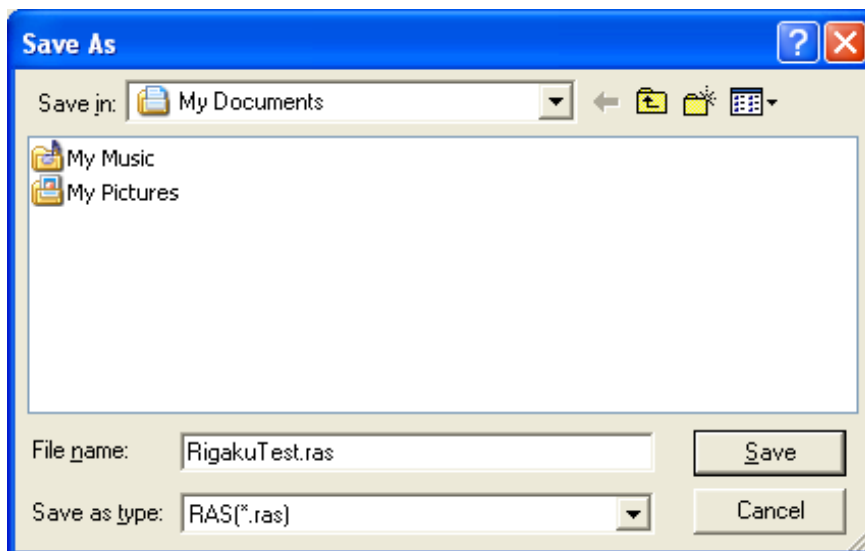 Save As
Save in: My Documents
My Music
My Pictures
File name: RigakuTest.ras Save
Save as type: RAS(*.ras) Cancel